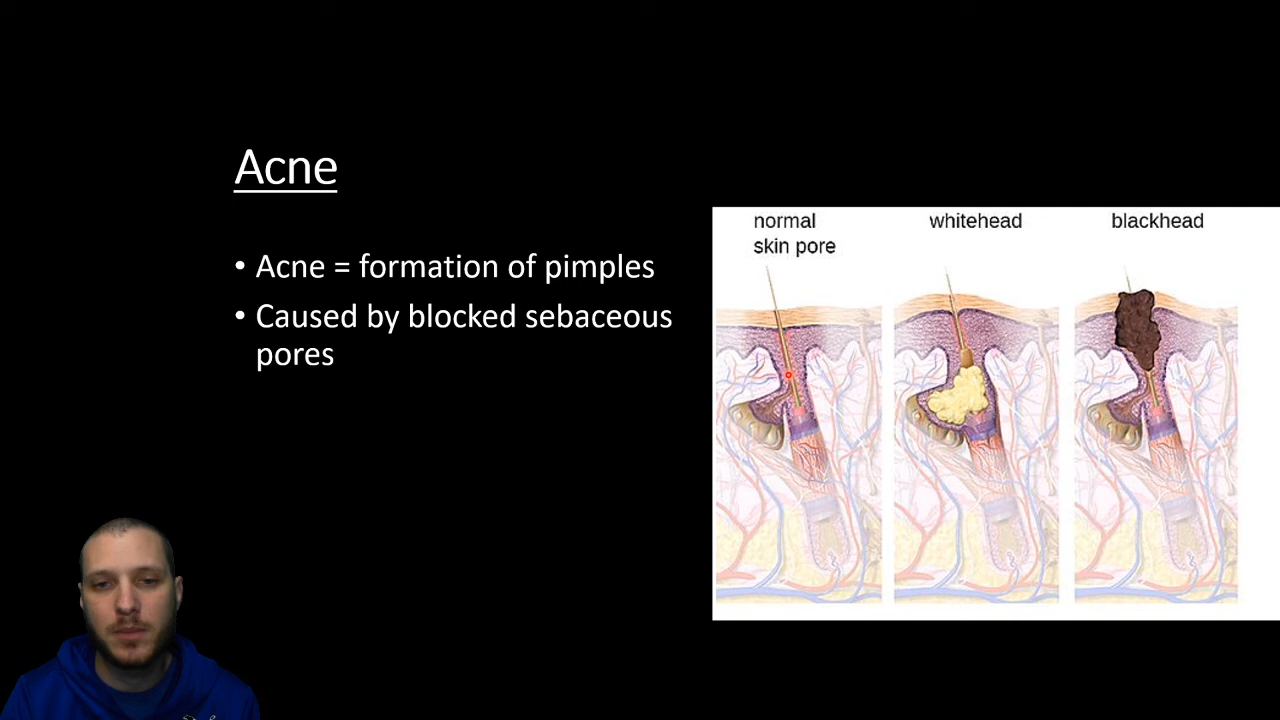 Acne
• Acne = formation of pimples
• Caused by blocked sebaceous
pores
normal
skin pore
whitehead
blackhead